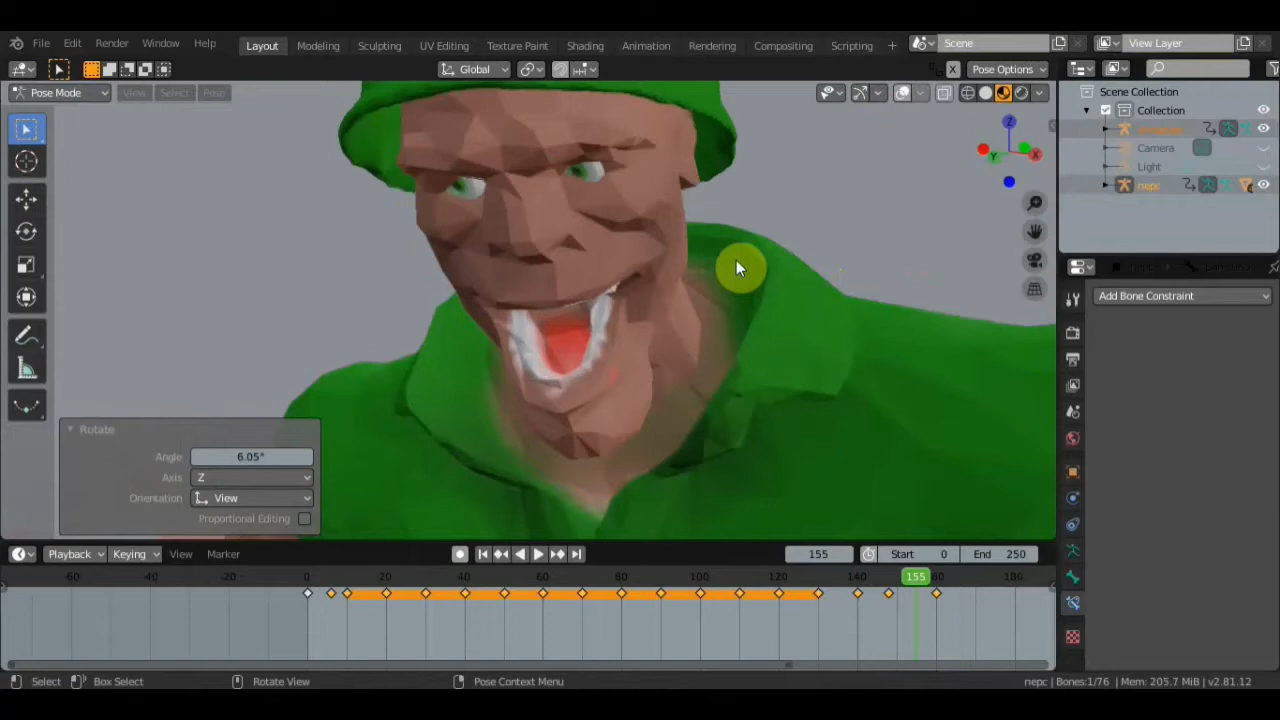 File Edit Render Window Help Layout Modeling Sculpting UV Editing Texture Paint Shading Animation Rendering Compositing Scripting + Scene View Layer
Global X Pose Options
Pose Mode View Select Pose
Scene Collection
Collection
Camera
Light
nepc
Z
Y X
Add Bone Constraint
Rotate
Angle 6.05°
Axis Z
Orientation View
Proportional Editing
Playback Keying View Marker 155 Start 0 End 250
-60 -40 -20 0 20 40 60 80 100 120 140 155 60 180
Select Box Select Rotate View Pose Context Menu nepc | Bones:1/76 | Mem: 205.7 MiB | v2.81.12